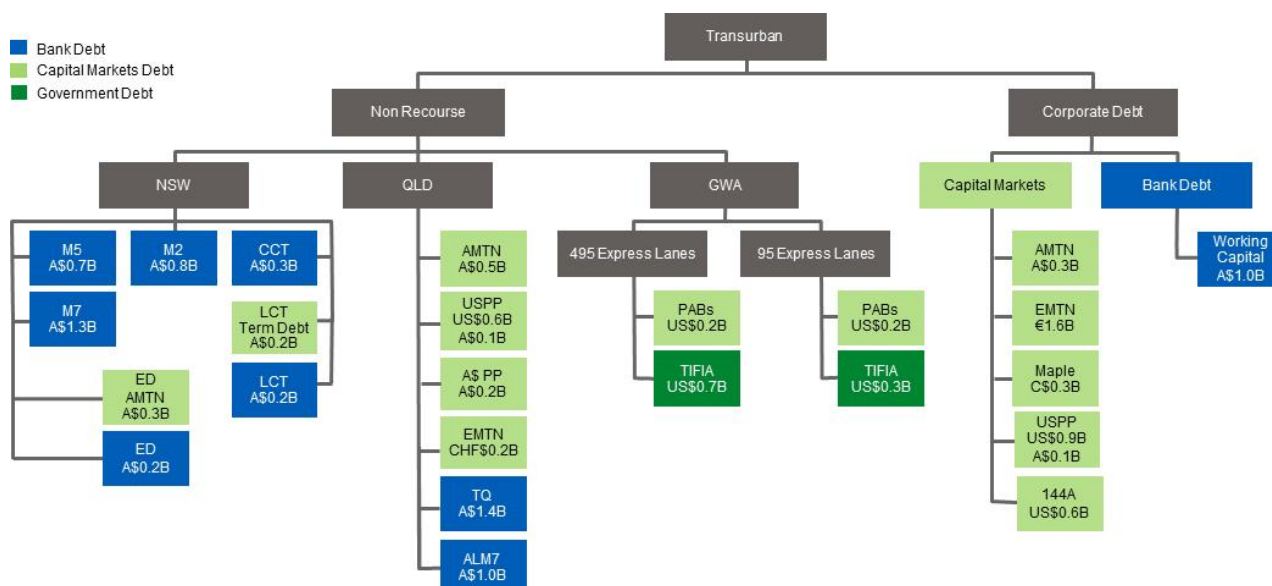 Transurban
Bank Debt
Capital Markets Debt
Government Debt
Non Recourse
Corporate Debt
NSW
QLD
GWA
Capital Markets
Bank Debt
M5
A$0.7B
M2
A$0.8B
CCT
A$0.3B
M7
A$1.3B
LCT
Term Debt
A$0.2B
ED
AMTN
A$0.3B
LCT
A$0.2B
ED
A$0.2B
AMTN
A$0.5B
USPP
US$0.6B
A$0.1B
A$ PP
A$0.2B
EMTN
CHF$0.2B
TQ
A$1.4B
ALM7
A$1.0B
495 Express Lanes
95 Express Lanes
PABs
US$0.2B
TIFIA
US$0.7B
PABs
US$0.2B
TIFIA
US$0.3B
AMTN
A$0.3B
EMTN
€1.6B
Maple
C$0.3B
USPP
US$0.9B
A$0.1B
144A
US$0.6B
Working
Capital
A$1.0B